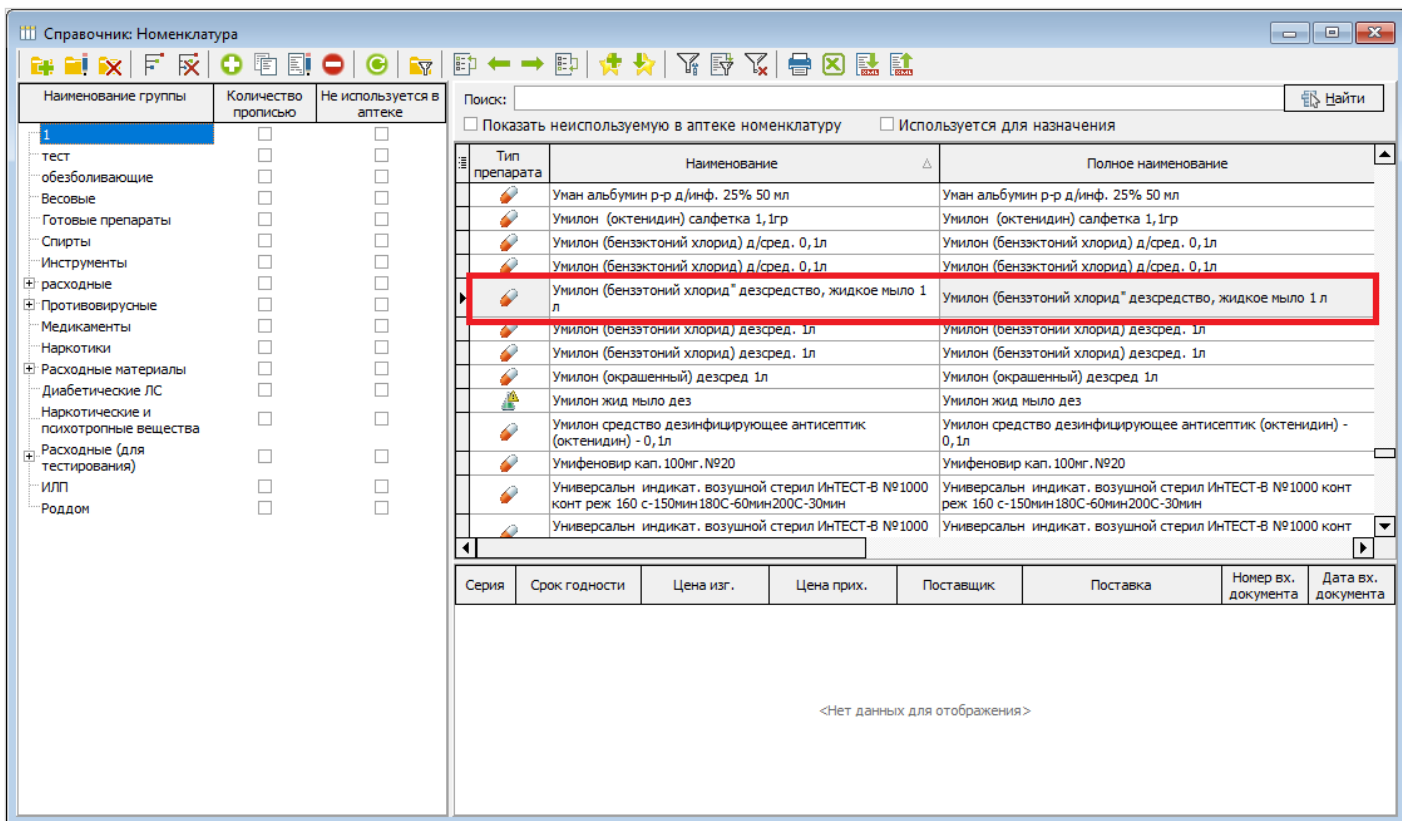 Справочник: Номенклатура
Наименование группы
Количество прописью
Не используется в аптеке
1
тест
обезболивающие
Весовые
Готовые препараты
Спирты
Инструменты
расходные
Противовирусные
Медикаменты
Наркотики
Расходные материалы
Диабетические ЛС
Наркотические и
психотропные вещества
Расходные (для
тестирования)
ИЛП
Роддом
Поиск:
Найти
Показать неиспользуемую в аптеке номенклатуру
Используется для назначения
Тип препарата
Наименование
Полное наименование
Уман альбумин р-р д/инф. 25% 50 мл
Уман альбумин р-р д/инф. 25% 50 мл
Умилон (октенидин) салфетка 1,1гр
Умилон (октенидин) салфетка 1,1гр
Умилон (бензэктоний хлорид) д/сред. 0,1л
Умилон (бензэктоний хлорид) д/сред. 0,1л
Умилон (бензэктоний хлорид) д/сред. 0,1л
Умилон (бензэктоний хлорид) д/сред. 0,1л
Умилон (бензэтоний хлорид" дезсредство, жидкое мыло 1
л
Умилон (бензэтоний хлорид" дезсредство, жидкое мыло 1 л
Умилон (бензэтоний хлорид) дезсред. 1л
Умилон (бензэтоний хлорид) дезсред. 1л
Умилон (бензэтоний хлорид) дезсред. 1л
Умилон (бензэтоний хлорид) дезсред. 1л
Умилон (окрашенный) дезсред 1л
Умилон (окрашенный) дезсред 1л
Умилон жид мыло дез
Умилон жид мыло дез
Умилон средство дезинфицирующее антисептик
(октенидин) - 0,1л
Умилон средство дезинфицирующее антисептик (октенидин) -
0,1л
Умифеновир кап.100мг.№20
Умифеновир кап.100мг.№20
Универсальн индикат. возушной стерил ИнТЕСТ-В №1000
конт реж 160 с-150мин180С-60мин200С-30мин
Универсальн индикат. возушной стерил ИнТЕСТ-В №1000 конт
реж 160 с-150мин180С-60мин200С-30мин
Универсальн индикат. возушной стерил ИнТЕСТ-В №1000
Универсальн индикат. возушной стерил ИнТЕСТ-В №1000 конт
Серия
Срок годности
Цена изг.
Цена прих.
Поставщик
Поставка
Номер вх. документа
Дата вх. документа
<Нет данных для отображения>